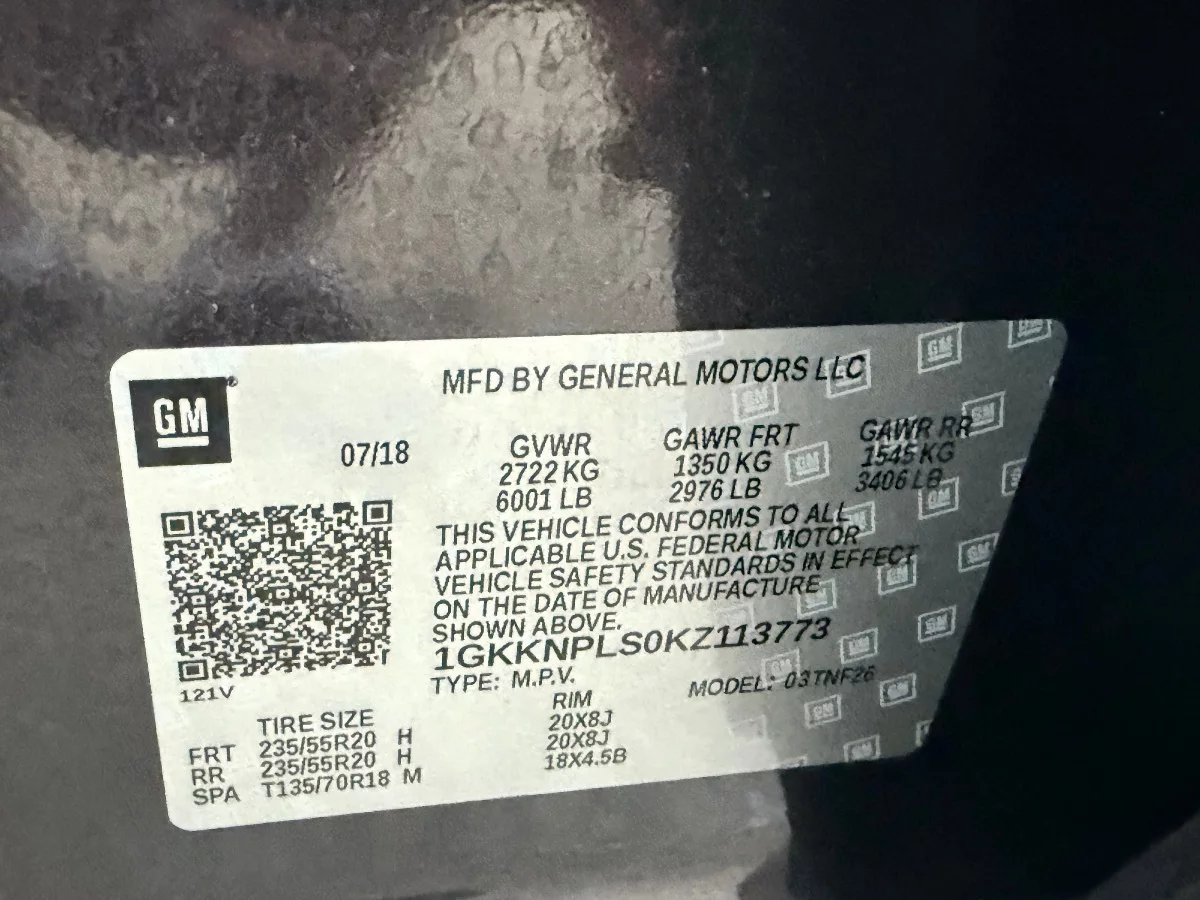 GM
MFD BY GENERAL MOTORS LLC
07/18
GVWR GAWR FRT GAWR RR
2722 KG 1350 KG 1545 KG
6001 LB 2976 LB 3406 LB
THIS VEHICLE CONFORMS TO ALL
APPLICABLE U.S. FEDERAL MOTOR
VEHICLE SAFETY STANDARDS IN EFFECT
ON THE DATE OF MANUFACTURE
SHOWN ABOVE.
1GKKNPLS0KZ113773
TYPE: M.P.V. MODEL: 03TNF26
121V
TIRE SIZE RIM
FRT 235/55R20 H 20X8J
RR 235/55R20 H 20X8J
SPA T135/70R18 M 18X4.5B